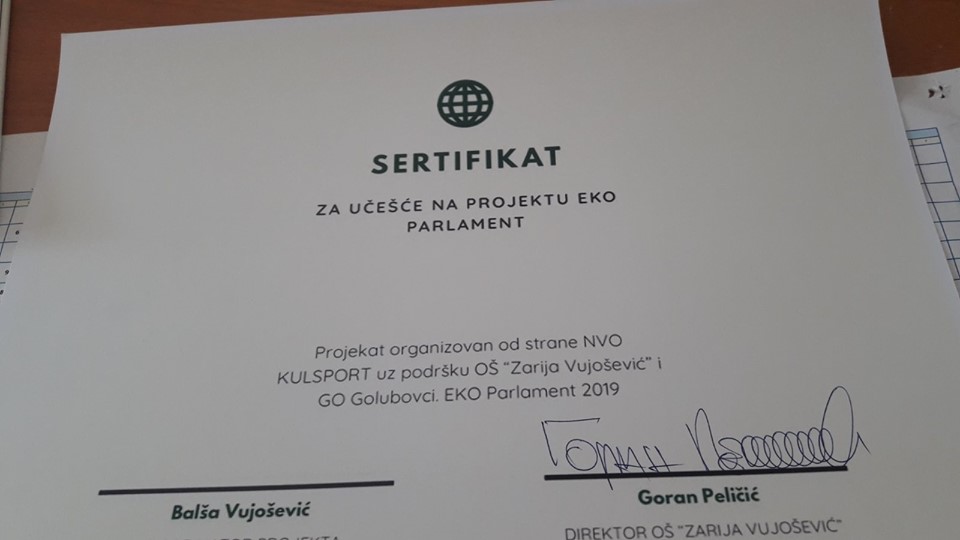 SERTIFIKAT
ZA UČEŠĆE NA PROJEKTU EKO
PARLAMENT
Projekat organizovan od strane NVO
KULSPORT uz podršku OŠ "Zarija Vujošević" i
GO Golubovci. EKO Parlament 2019
Горан
Balša Vujošević
Goran Peličić
PROJEKTA
DIREKTOR OŠ "ZARIJA VUJOŠEVIĆ"